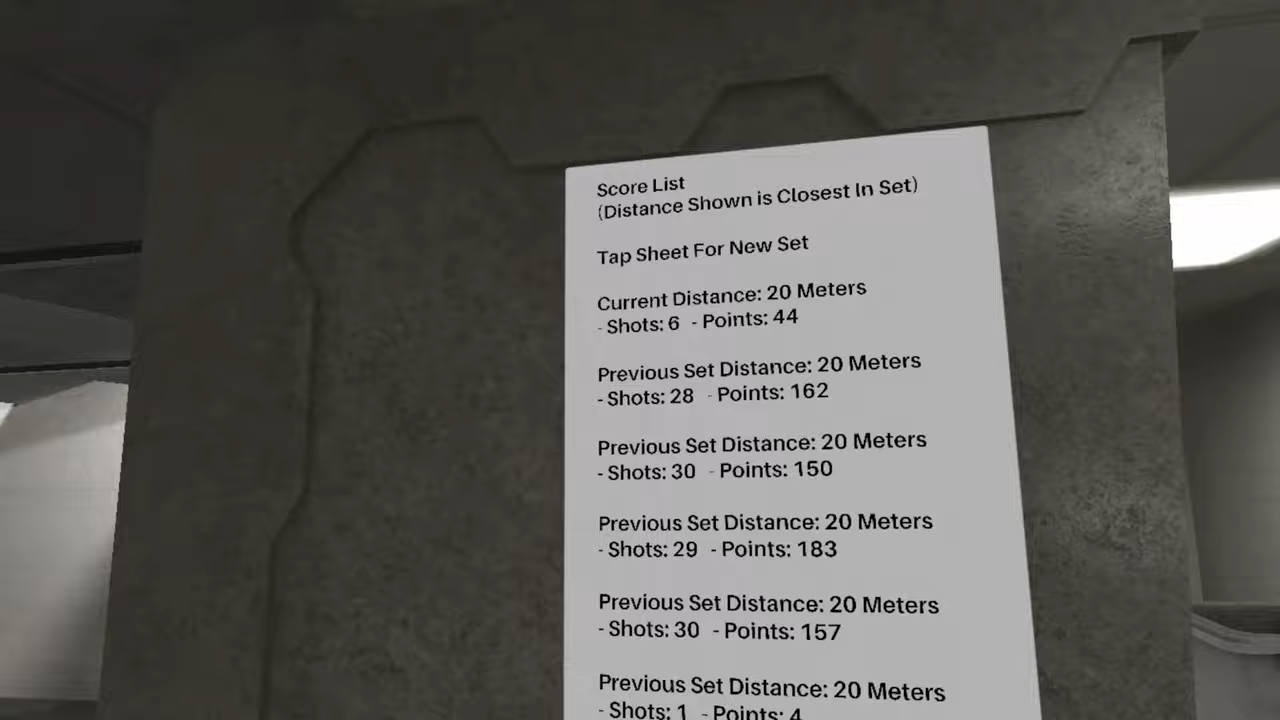 Score List
(Distance Shown is Closest In Set)
Tap Sheet For New Set
Current Distance: 20 Meters
- Shots: 6 - Points: 44
Previous Set Distance: 20 Meters
- Shots: 28 - Points: 162
Previous Set Distance: 20 Meters
- Shots: 30 - Points: 150
Previous Set Distance: 20 Meters
- Shots: 29 - Points: 183
Previous Set Distance: 20 Meters
- Shots: 30 - Points: 157
Previous Set Distance: 20 Meters
- Shots: 1 - Points: 4